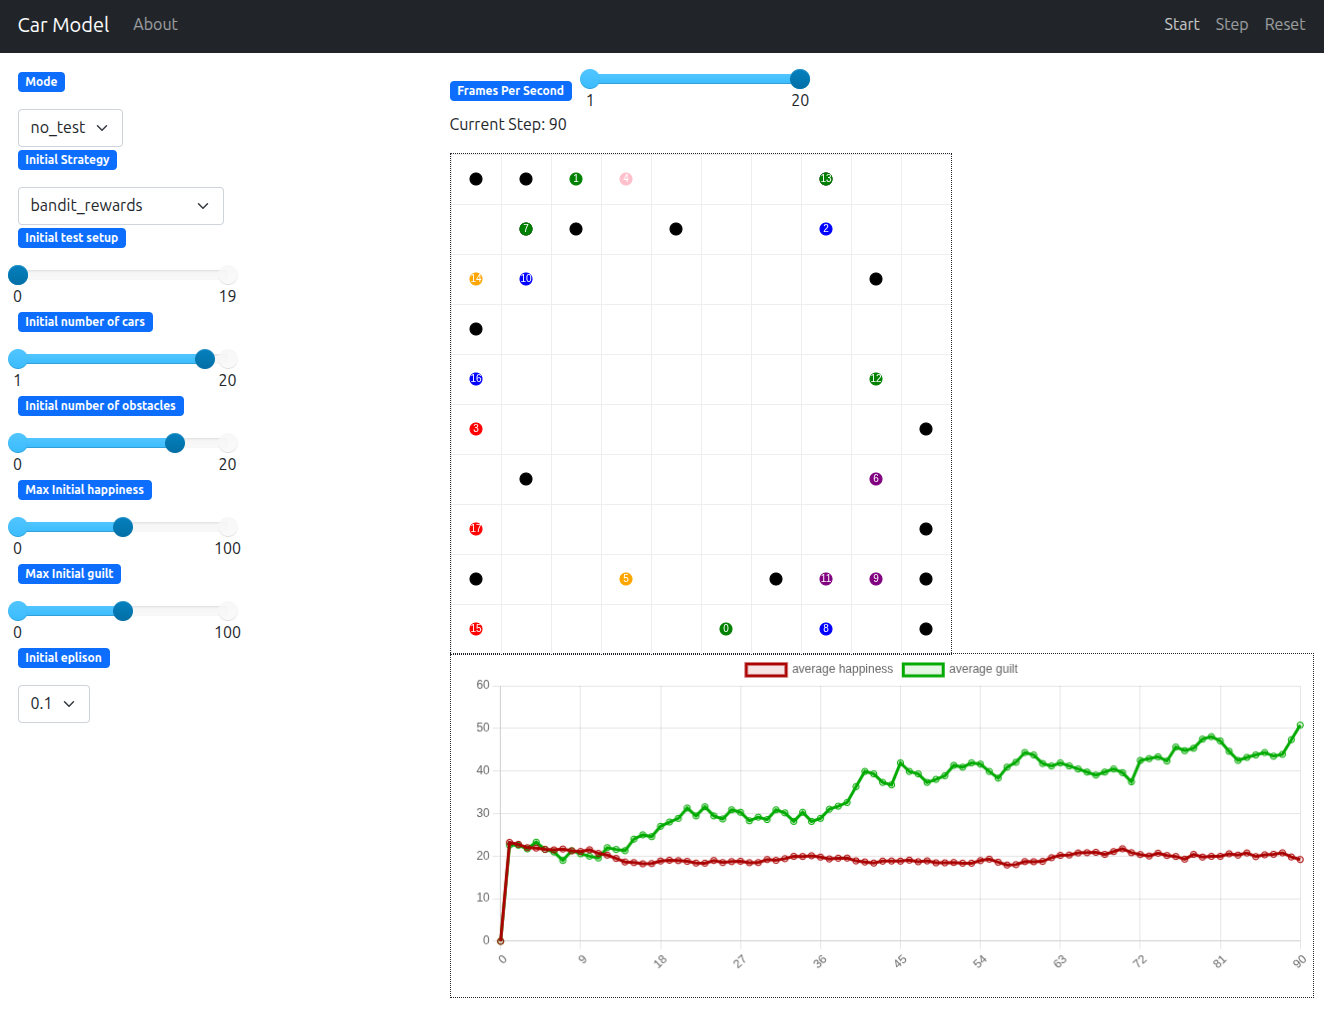 Car Model About Start Step Reset
Mode
no_test
Initial Strategy
bandit_rewards
Initial test setup
0 19
Initial number of cars
1 20
Initial number of obstacles
0 20
Max Initial happiness
0 100
Max Initial guilt
0 100
Initial eplison
0.1
Frames Per Second
1 20
Current Step: 90
1 4 13
7 2
14 10
16 12
3
6
17
5 11 9
15 0 8
average happiness average guilt
60
50
40
30
20
10
0
0 9 18 27 36 45 54 63 72 81 90